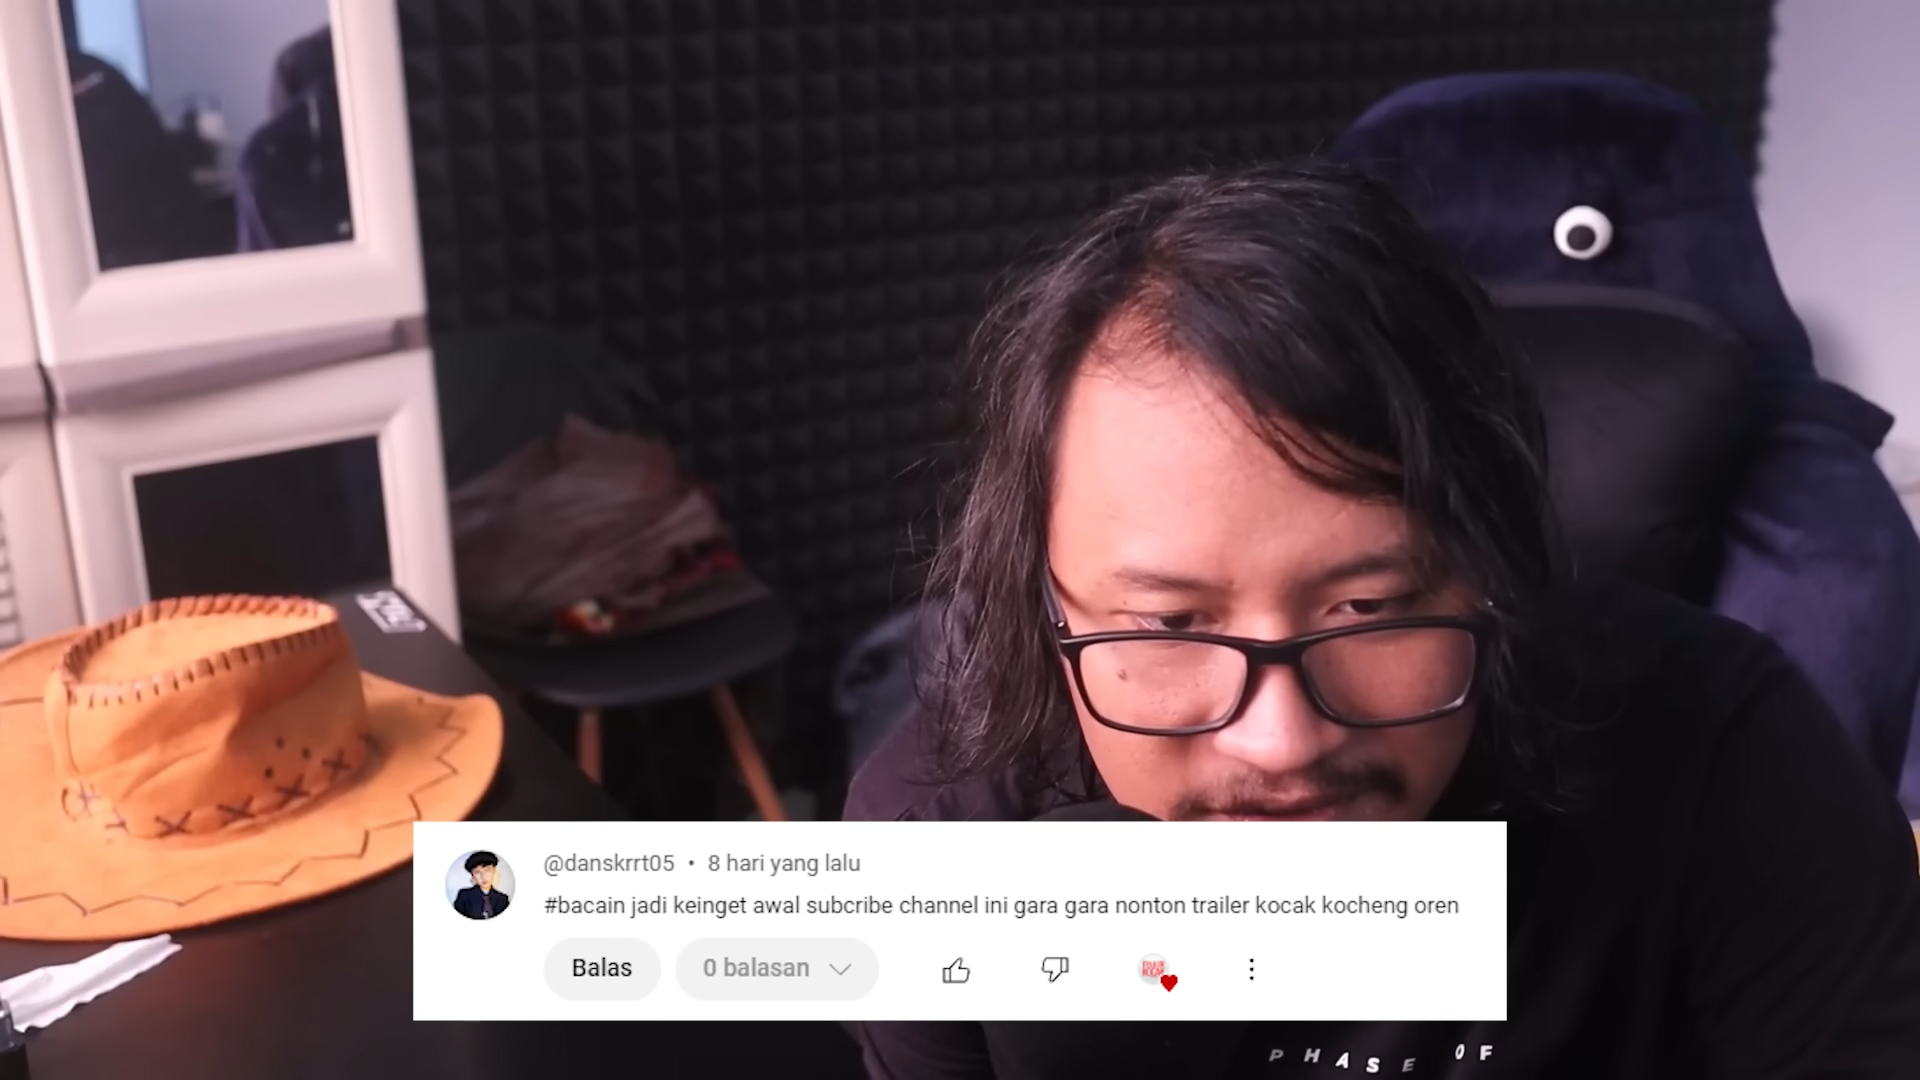 @danskrrt05 • 8 hari yang lalu
#bacain jadi keinget awal subcribe channel ini gara gara nonton trailer kocak kocheng oren
Balas 0 balasan
PHASE OF